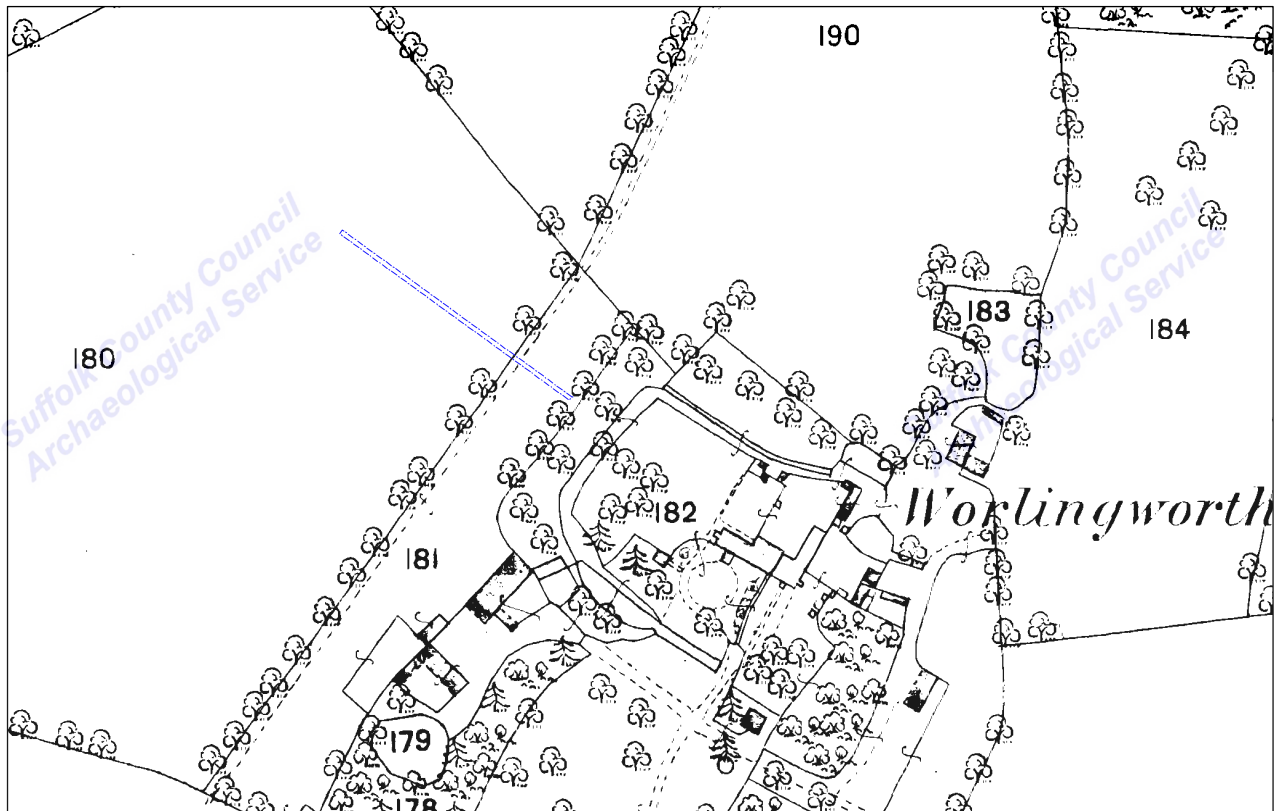 190
Suffolk County Council
Archaeological Service
Suffolk County Council
Archaeological Service
183
184
180
Worlingworth
182
181
179
178